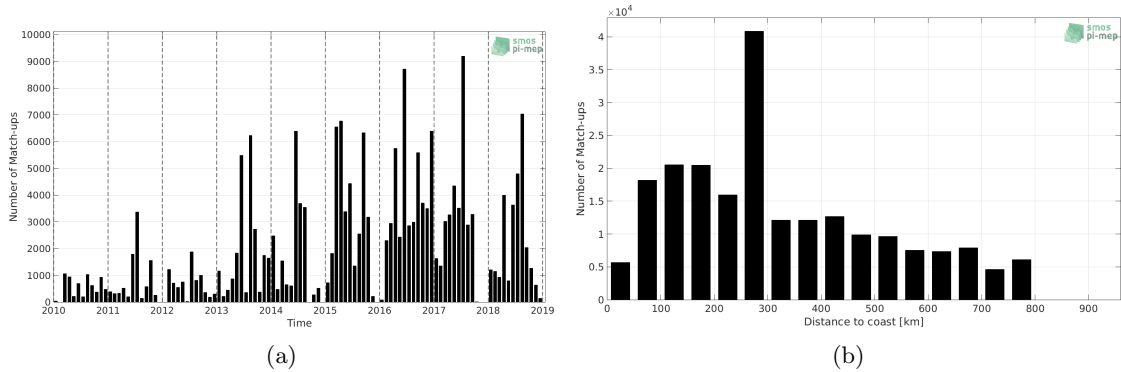 10000
9000
8000
7000
6000
5000
4000
3000
2000
1000
0
Number of Match-ups
2010 2011 2012 2013 2014 2015 2016 2017 2018 2019
Time
smos
pi-mep
(a)
×10⁴
4
3.5
3
2.5
2
1.5
1
0.5
0
Number of Match-ups
0 100 200 300 400 500 600 700 800 900
Distance to coast [km]
smos
pi-mep
(b)